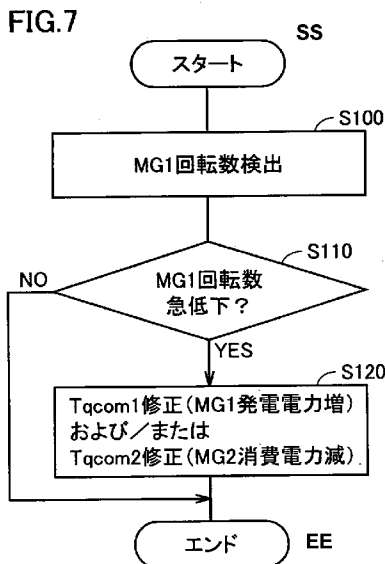 FIG.7
SS
スタート
S100
MG1回転数検出
S110
MG1回転数
急低下？
NO
YES
S120
Tqcom1修正(MG1発電電力増)
および／または
Tqcom2修正(MG2消費電力減)
エンド
EE